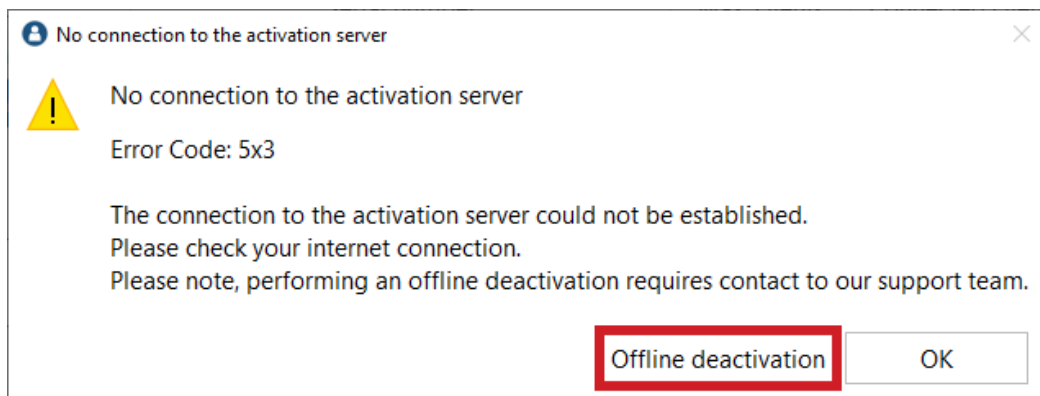 No connection to the activation server
No connection to the activation server
Error Code: 5x3
The connection to the activation server could not be established.
Please check your internet connection.
Please note, performing an offline deactivation requires contact to our support team.
Offline deactivation
OK